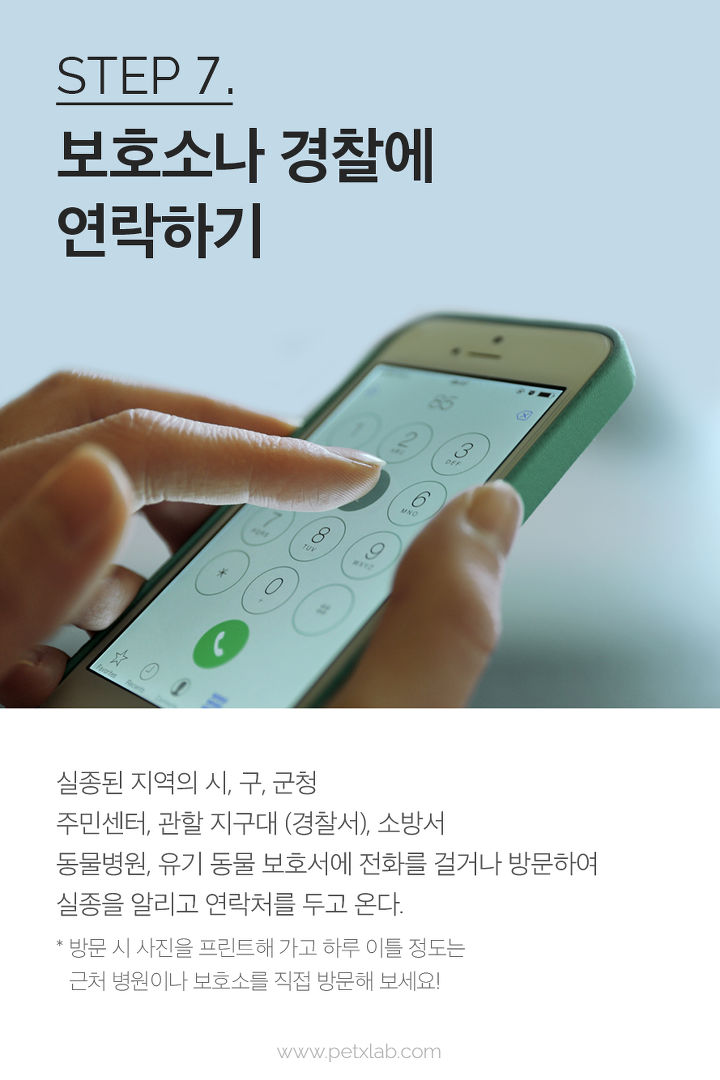 STEP 7.
보호소나 경찰에
연락하기
85
1
2
ABC
3
DEF
6
MNO
7
PQRS
8
TUV
9
WXYZ
*
0
+
#
Favorites
Recents
실종된 지역의 시, 구, 군청
주민센터, 관할 지구대 (경찰서), 소방서
동물병원, 유기 동물 보호서에 전화를 걸거나 방문하여
실종을 알리고 연락처를 두고 온다.
* 방문 시 사진을 프린트해 가고 하루 이틀 정도는
근처 병원이나 보호소를 직접 방문해 보세요!
www.petxlab.com